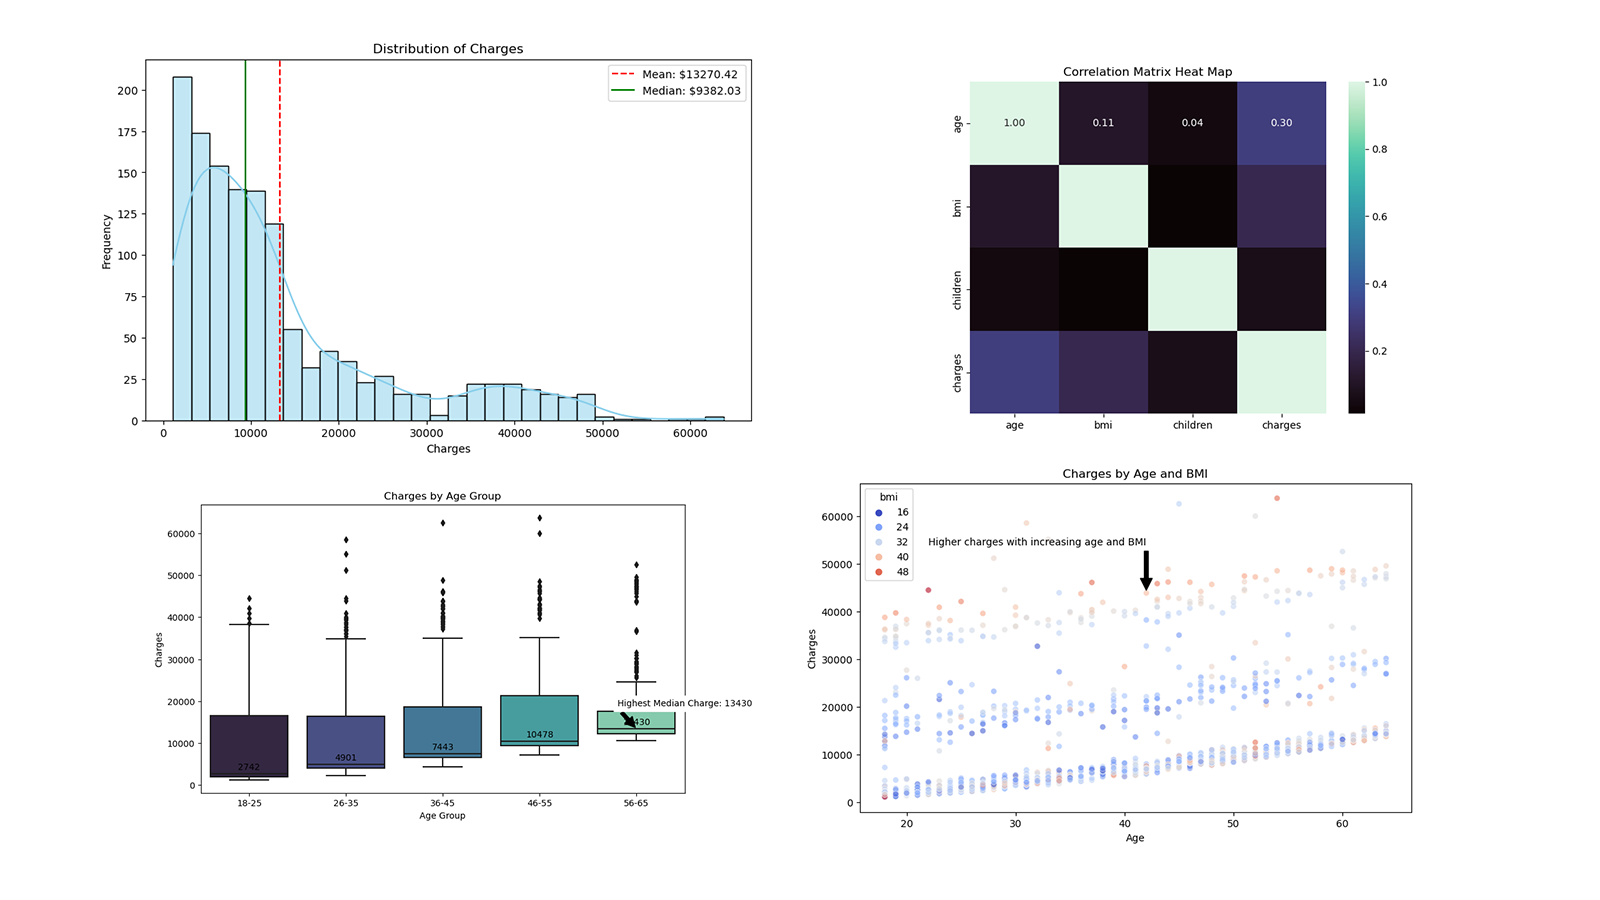 Distribution of Charges
Mean: $13270.42
Median: $9382.03
200
175
150
125
100
75
50
25
0
Frequency
0 10000 20000 30000 40000 50000 60000
Charges
Correlation Matrix Heat Map
age
bmi
children
charges
1.00 0.11 0.04 0.30
age bmi children charges
1.0
0.8
0.6
0.4
0.2
Charges by Age Group
60000
50000
40000
30000
20000
10000
0
Charges
Highest Median Charge: 13430
2742
4901
7443
10478
430
18-25 26-35 36-45 46-55 56-65
Age Group
Charges by Age and BMI
bmi
16
24
32
40
48
Higher charges with increasing age and BMI
60000
50000
40000
30000
20000
10000
0
Charges
20 30 40 50 60
Age